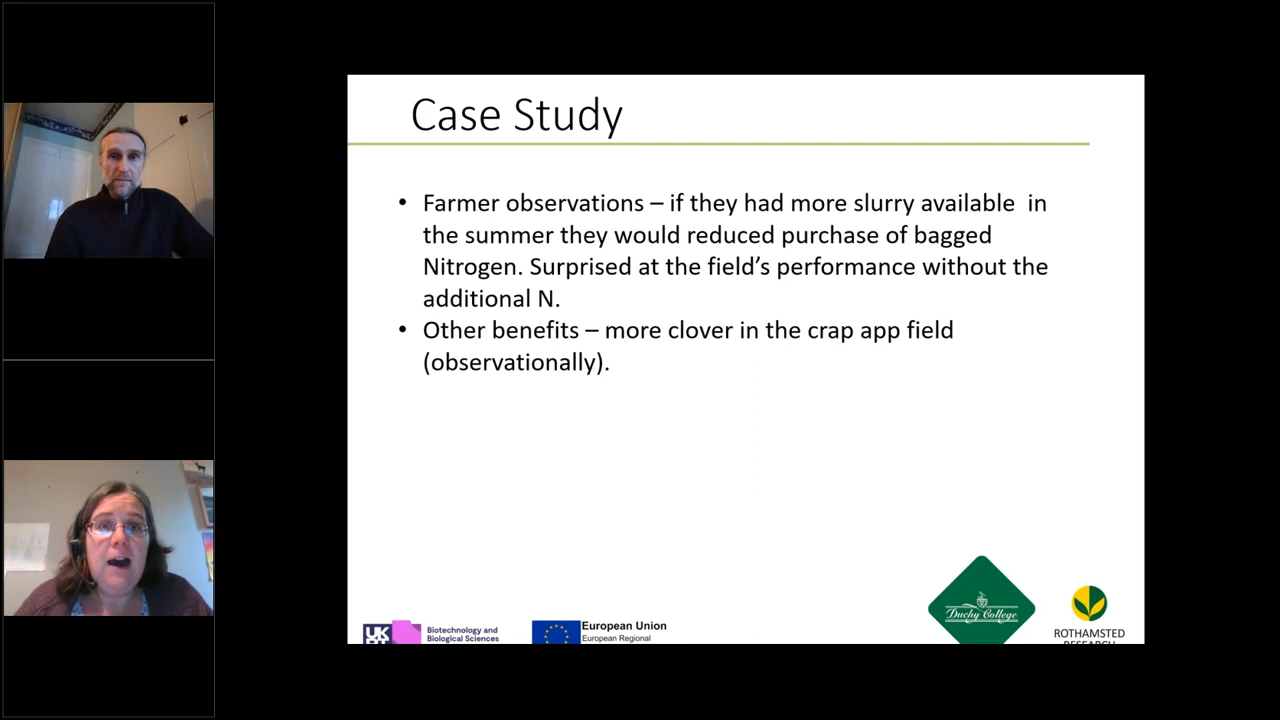 Case Study
• Farmer observations – if they had more slurry available  in
the summer they would reduced purchase of bagged
Nitrogen. Surprised at the field’s performance without the
additional N.
• Other benefits – more clover in the crap app field
(observationally).
Duchy College
ROTHAMSTED
RESEARCH
UK
Biotechnology and
Biological Sciences
European Union
European Regional